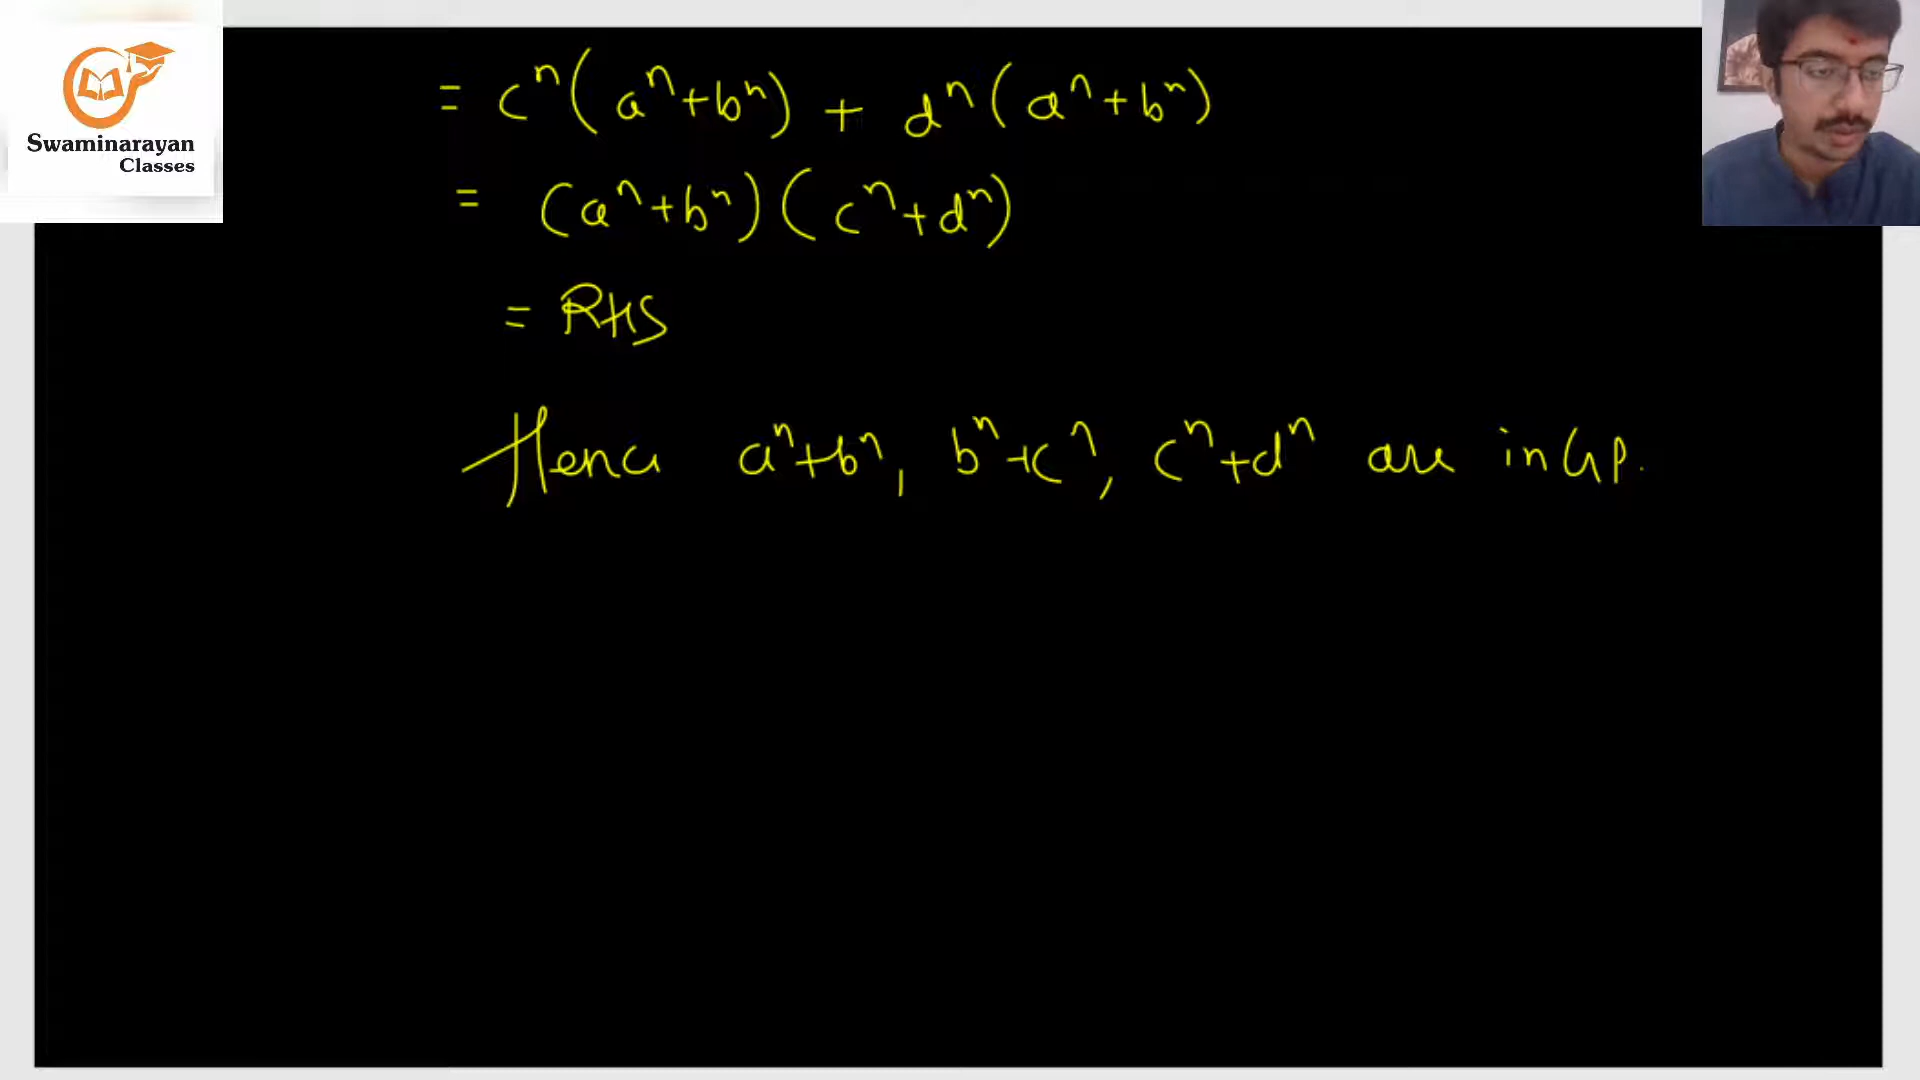 Swaminarayan
Classes
= cⁿ(aⁿ+bⁿ) + dⁿ(aⁿ+bⁿ)
= (aⁿ+bⁿ)(cⁿ+dⁿ)
= RHS
Hence aⁿ+bⁿ, bⁿ+cⁿ, cⁿ+dⁿ are in GP.